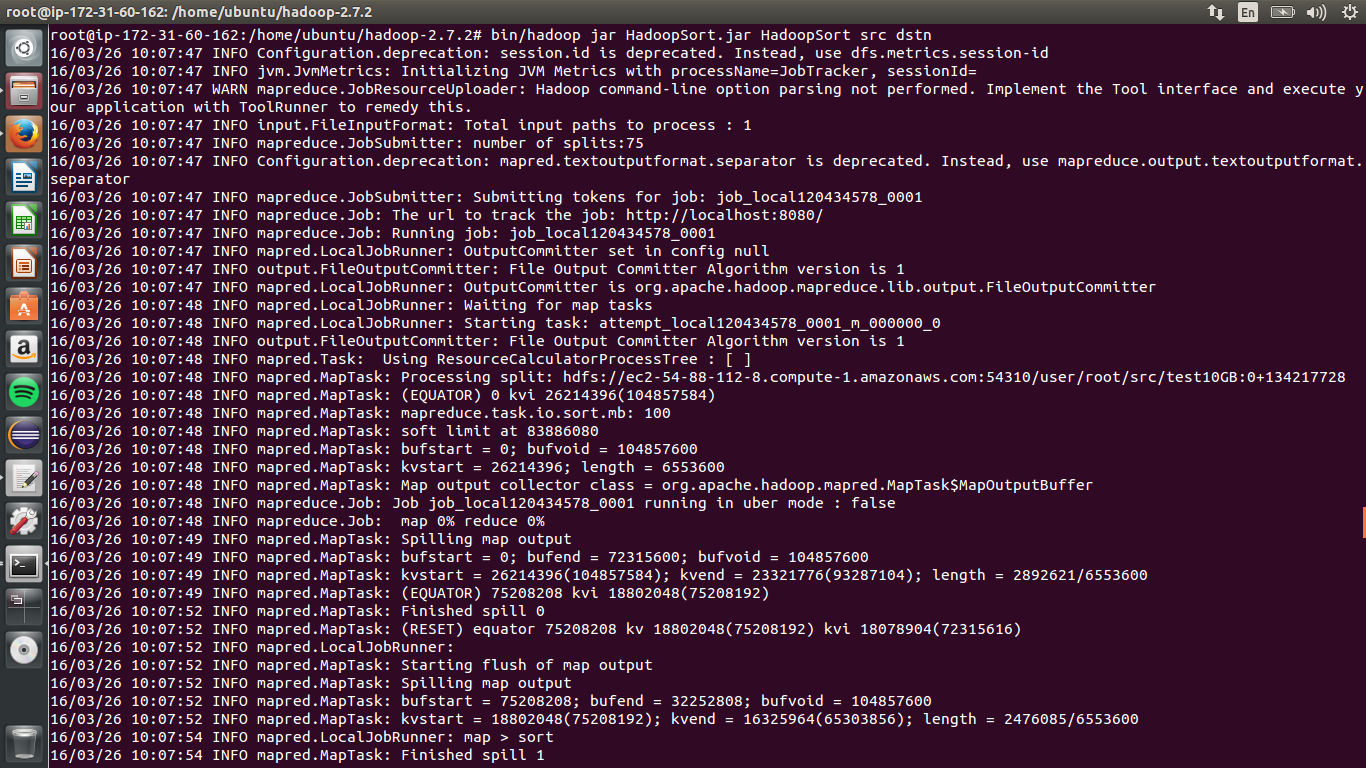 root@ip-172-31-60-162: /home/ubuntu/hadoop-2.7.2
En
root@ip-172-31-60-162:/home/ubuntu/hadoop-2.7.2# bin/hadoop jar HadoopSort.jar HadoopSort src dstn
16/03/26 10:07:47 INFO Configuration.deprecation: session.id is deprecated. Instead, use dfs.metrics.session-id
16/03/26 10:07:47 INFO jvm.JvmMetrics: Initializing JVM Metrics with processName=JobTracker, sessionId=
16/03/26 10:07:47 WARN mapreduce.JobResourceUploader: Hadoop command-line option parsing not performed. Implement the Tool interface and execute y
our application with ToolRunner to remedy this.
16/03/26 10:07:47 INFO input.FileInputFormat: Total input paths to process : 1
16/03/26 10:07:47 INFO mapreduce.JobSubmitter: number of splits:75
16/03/26 10:07:47 INFO Configuration.deprecation: mapred.textoutputformat.separator is deprecated. Instead, use mapreduce.output.textoutputformat.
separator
16/03/26 10:07:47 INFO mapreduce.JobSubmitter: Submitting tokens for job: job_local120434578_0001
16/03/26 10:07:47 INFO mapreduce.Job: The url to track the job: http://localhost:8080/
16/03/26 10:07:47 INFO mapreduce.Job: Running job: job_local120434578_0001
16/03/26 10:07:47 INFO mapred.LocalJobRunner: OutputCommitter set in config null
16/03/26 10:07:47 INFO output.FileOutputCommitter: File Output Committer Algorithm version is 1
16/03/26 10:07:47 INFO mapred.LocalJobRunner: OutputCommitter is org.apache.hadoop.mapreduce.lib.output.FileOutputCommitter
16/03/26 10:07:48 INFO mapred.LocalJobRunner: Waiting for map tasks
16/03/26 10:07:48 INFO mapred.LocalJobRunner: Starting task: attempt_local120434578_0001_m_000000_0
16/03/26 10:07:48 INFO output.FileOutputCommitter: File Output Committer Algorithm version is 1
16/03/26 10:07:48 INFO mapred.Task:  Using ResourceCalculatorProcessTree : [ ]
16/03/26 10:07:48 INFO mapred.MapTask: Processing split: hdfs://ec2-54-88-112-8.compute-1.amazonaws.com:54310/user/root/src/test10GB:0+134217728
16/03/26 10:07:48 INFO mapred.MapTask: (EQUATOR) 0 kvi 26214396(104857584)
16/03/26 10:07:48 INFO mapred.MapTask: mapreduce.task.io.sort.mb: 100
16/03/26 10:07:48 INFO mapred.MapTask: soft limit at 83886080
16/03/26 10:07:48 INFO mapred.MapTask: bufstart = 0; bufvoid = 104857600
16/03/26 10:07:48 INFO mapred.MapTask: kvstart = 26214396; length = 6553600
16/03/26 10:07:48 INFO mapred.MapTask: Map output collector class = org.apache.hadoop.mapred.MapTask$MapOutputBuffer
16/03/26 10:07:48 INFO mapreduce.Job: Job job_local120434578_0001 running in uber mode : false
16/03/26 10:07:48 INFO mapreduce.Job:  map 0% reduce 0%
16/03/26 10:07:49 INFO mapred.MapTask: Spilling map output
16/03/26 10:07:49 INFO mapred.MapTask: bufstart = 0; bufend = 72315600; bufvoid = 104857600
16/03/26 10:07:49 INFO mapred.MapTask: kvstart = 26214396(104857584); kvend = 23321776(93287104); length = 2892621/6553600
16/03/26 10:07:49 INFO mapred.MapTask: (EQUATOR) 75208208 kvi 18802048(75208192)
16/03/26 10:07:52 INFO mapred.MapTask: Finished spill 0
16/03/26 10:07:52 INFO mapred.MapTask: (RESET) equator 75208208 kv 18802048(75208192) kvi 18078904(72315616)
16/03/26 10:07:52 INFO mapred.LocalJobRunner:
16/03/26 10:07:52 INFO mapred.MapTask: Starting flush of map output
16/03/26 10:07:52 INFO mapred.MapTask: Spilling map output
16/03/26 10:07:52 INFO mapred.MapTask: bufstart = 75208208; bufend = 32252808; bufvoid = 104857600
16/03/26 10:07:52 INFO mapred.MapTask: kvstart = 18802048(75208192); kvend = 16325964(65303856); length = 2476085/6553600
16/03/26 10:07:54 INFO mapred.LocalJobRunner: map > sort
16/03/26 10:07:54 INFO mapred.MapTask: Finished spill 1